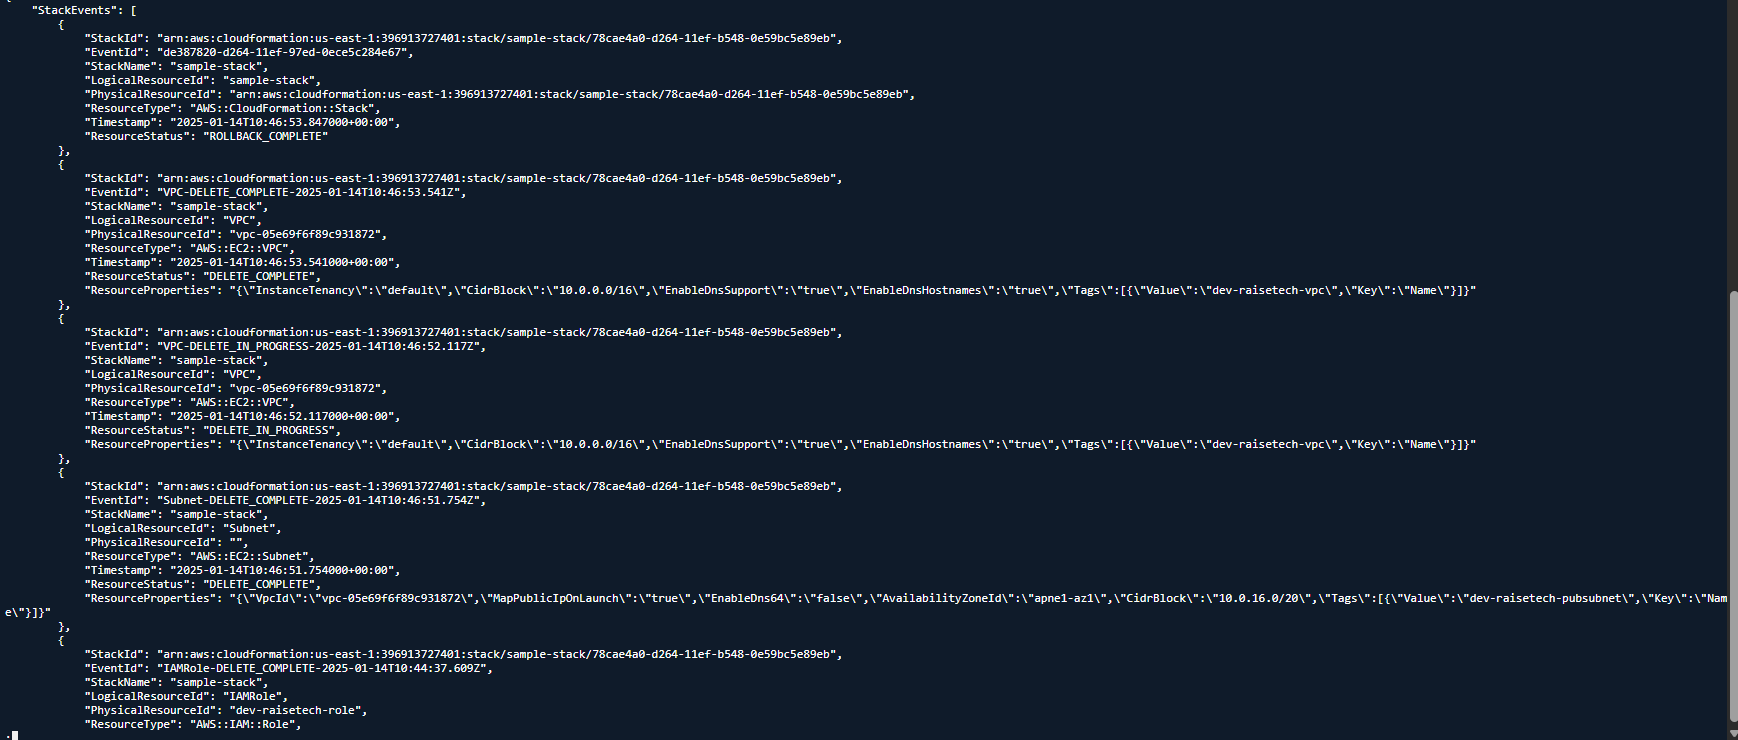 {
"StackEvents": [
{
"StackId": "arn:aws:cloudformation:us-east-1:396913727401:stack/sample-stack/78cae4a0-d264-11ef-b548-0e59bc5e89eb",
"EventId": "de387820-d264-11ef-97ed-0ece5c284e67",
"StackName": "sample-stack",
"LogicalResourceId": "sample-stack",
"PhysicalResourceId": "arn:aws:cloudformation:us-east-1:396913727401:stack/sample-stack/78cae4a0-d264-11ef-b548-0e59bc5e89eb",
"ResourceType": "AWS::CloudFormation::Stack",
"Timestamp": "2025-01-14T10:46:53.847000+00:00",
"ResourceStatus": "ROLLBACK_COMPLETE"
},
{
"StackId": "arn:aws:cloudformation:us-east-1:396913727401:stack/sample-stack/78cae4a0-d264-11ef-b548-0e59bc5e89eb",
"EventId": "VPC-DELETE_COMPLETE-2025-01-14T10:46:53.541Z",
"StackName": "sample-stack",
"LogicalResourceId": "VPC",
"PhysicalResourceId": "vpc-05e69f6f89c931872",
"ResourceType": "AWS::EC2::VPC",
"Timestamp": "2025-01-14T10:46:53.541000+00:00",
"ResourceStatus": "DELETE_COMPLETE",
"ResourceProperties": "{\"InstanceTenancy\":\"default\",\"CidrBlock\":\"10.0.0.0/16\",\"EnableDnsSupport\":\"true\",\"EnableDnsHostnames\":\"true\",\"Tags\":[{\"Value\":\"dev-raisetech-vpc\",\"Key\":\"Name\"}]}"
},
{
"StackId": "arn:aws:cloudformation:us-east-1:396913727401:stack/sample-stack/78cae4a0-d264-11ef-b548-0e59bc5e89eb",
"EventId": "VPC-DELETE_IN_PROGRESS-2025-01-14T10:46:52.117Z",
"StackName": "sample-stack",
"LogicalResourceId": "VPC",
"PhysicalResourceId": "vpc-05e69f6f89c931872",
"ResourceType": "AWS::EC2::VPC",
"Timestamp": "2025-01-14T10:46:52.117000+00:00",
"ResourceStatus": "DELETE_IN_PROGRESS",
"ResourceProperties": "{\"InstanceTenancy\":\"default\",\"CidrBlock\":\"10.0.0.0/16\",\"EnableDnsSupport\":\"true\",\"EnableDnsHostnames\":\"true\",\"Tags\":[{\"Value\":\"dev-raisetech-vpc\",\"Key\":\"Name\"}]}"
},
{
"StackId": "arn:aws:cloudformation:us-east-1:396913727401:stack/sample-stack/78cae4a0-d264-11ef-b548-0e59bc5e89eb",
"EventId": "Subnet-DELETE_COMPLETE-2025-01-14T10:46:51.754Z",
"StackName": "sample-stack",
"LogicalResourceId": "Subnet",
"PhysicalResourceId": "",
"ResourceType": "AWS::EC2::Subnet",
"Timestamp": "2025-01-14T10:46:51.754000+00:00",
"ResourceStatus": "DELETE_COMPLETE",
"ResourceProperties": "{\"VpcId\":\"vpc-05e69f6f89c931872\",\"MapPublicIpOnLaunch\":\"true\",\"EnableDns64\":\"false\",\"AvailabilityZoneId\":\"apne1-az1\",\"CidrBlock\":\"10.0.16.0/20\",\"Tags\":[{\"Value\":\"dev-raisetech-pubsubnet\",\"Key\":\"Nam
e\"}]}"
},
{
"StackId": "arn:aws:cloudformation:us-east-1:396913727401:stack/sample-stack/78cae4a0-d264-11ef-b548-0e59bc5e89eb",
"EventId": "IAMRole-DELETE_COMPLETE-2025-01-14T10:44:37.609Z",
"StackName": "sample-stack",
"LogicalResourceId": "IAMRole",
"PhysicalResourceId": "dev-raisetech-role",
"ResourceType": "AWS::IAM::Role",
: